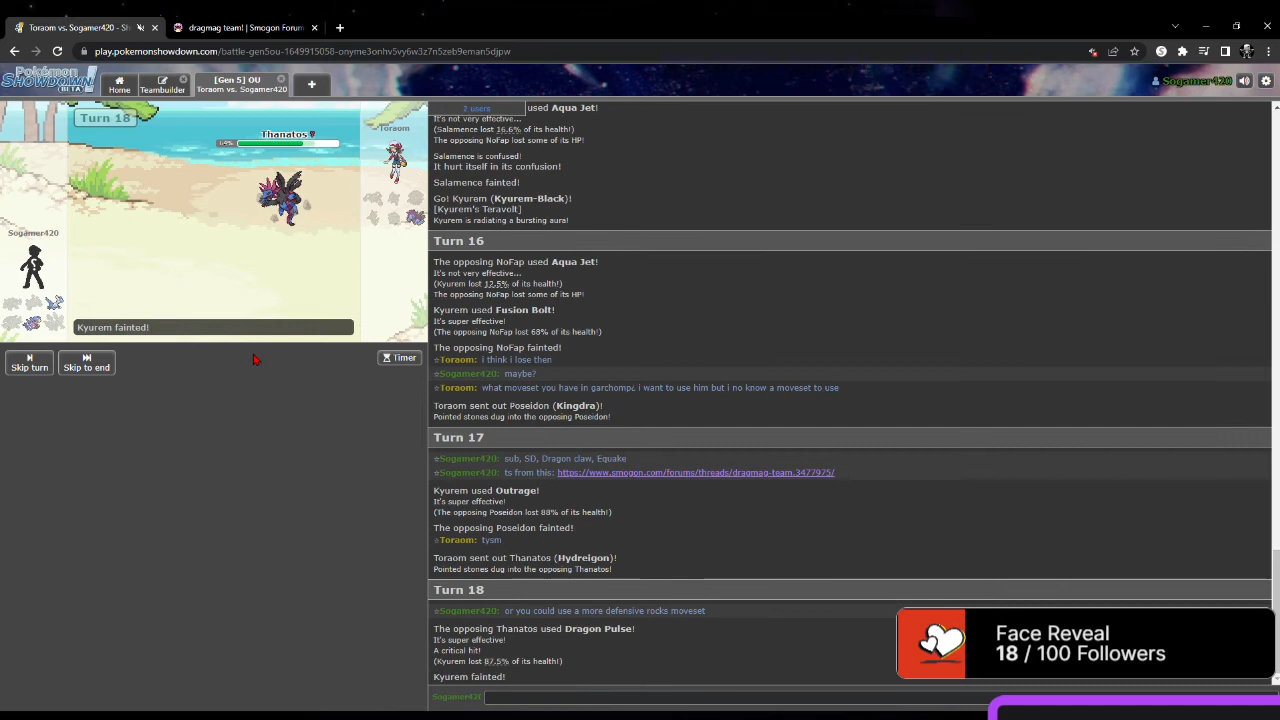 Toraom vs. Sogamer420 - Sh
dragmag team! | Smogon Forum
play.pokemonshowdown.com/battle-gen5ou-1649915058-onyme3onhv5vy6w3z7n5zeb9eman5djpw
Pokémon
SHOWDOWN!
BETA
Home
Teambuilder
[Gen 5] OU
Toraom vs. Sogamer420
Sogamer420
Turn 18
Thanatos
64%
Toraom
Sogamer420
Kyurem fainted!
Skip turn
Skip to end
Timer
2 users
used Aqua Jet!
It's not very effective...
(Salamence lost 16.6% of its health!)
The opposing NoFap lost some of its HP!
Salamence is confused!
It hurt itself in its confusion!
Salamence fainted!
Go! Kyurem (Kyurem-Black)!
[Kyurem's Teravolt]
Kyurem is radiating a bursting aura!
Turn 16
The opposing NoFap used Aqua Jet!
It's not very effective...
(Kyurem lost 12.5% of its health!)
The opposing NoFap lost some of its HP!
Kyurem used Fusion Bolt!
It's super effective!
(The opposing NoFap lost 68% of its health!)
The opposing NoFap fainted!
☆Toraom: i think i lose then
☆Sogamer420: maybe?
☆Toraom: what moveset you have in garchomp¿ i want to use him but i no know a moveset to use
Toraom sent out Poseidon (Kingdra)!
Pointed stones dug into the opposing Poseidon!
Turn 17
☆Sogamer420: sub, SD, Dragon claw, Equake
☆Sogamer420: ts from this: https://www.smogon.com/forums/threads/dragmag-team.3477975/
Kyurem used Outrage!
It's super effective!
(The opposing Poseidon lost 88% of its health!)
The opposing Poseidon fainted!
☆Toraom: tysm
Toraom sent out Thanatos (Hydreigon)!
Pointed stones dug into the opposing Thanatos!
Turn 18
☆Sogamer420: or you could use a more defensive rocks moveset
The opposing Thanatos used Dragon Pulse!
It's super effective!
A critical hit!
(Kyurem lost 87.5% of its health!)
Kyurem fainted!
Sogamer420:
Face Reveal
18 / 100 Followers